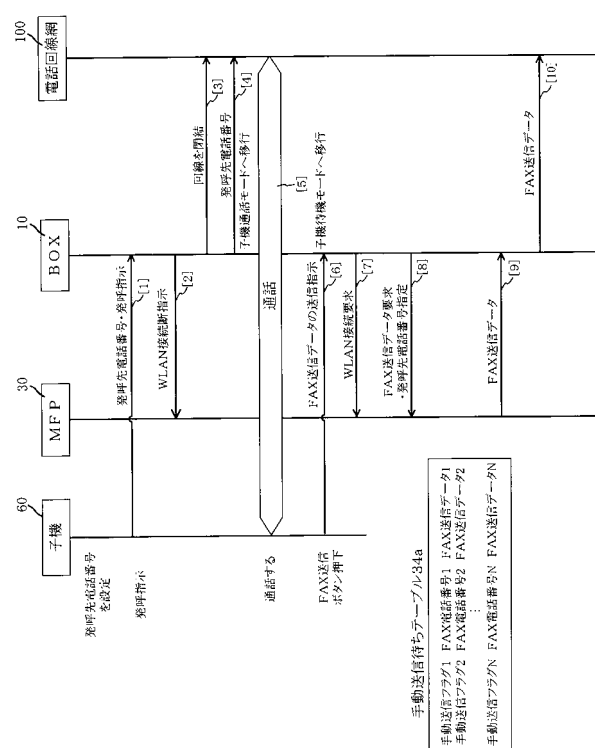 60
子機
30
MFP
10
BOX
100
電話回線網
発呼先電話番号
を設定
発呼指示
発呼先電話番号・発呼指示
[1]
WLAN接続断指示
[2]
回線を閉結
[3]
発呼先電話番号
[4]
子機通話モードへ移行
通話する
通話
[5]
FAX送信
ボタン押下
FAX送信データの送信指示
[6]
子機待機モードへ移行
WLAN接続要求
[7]
FAX送信データ要求
・発呼先電話番号指定
[8]
FAX送信データ
[9]
FAX送信データ
[10]
手動送信待ちテーブル34a
手動送信フラグ1 FAX電話番号1 FAX送信データ1
手動送信フラグ2 FAX電話番号2 FAX送信データ2
⋮
手動送信フラグN FAX電話番号N FAX送信データN